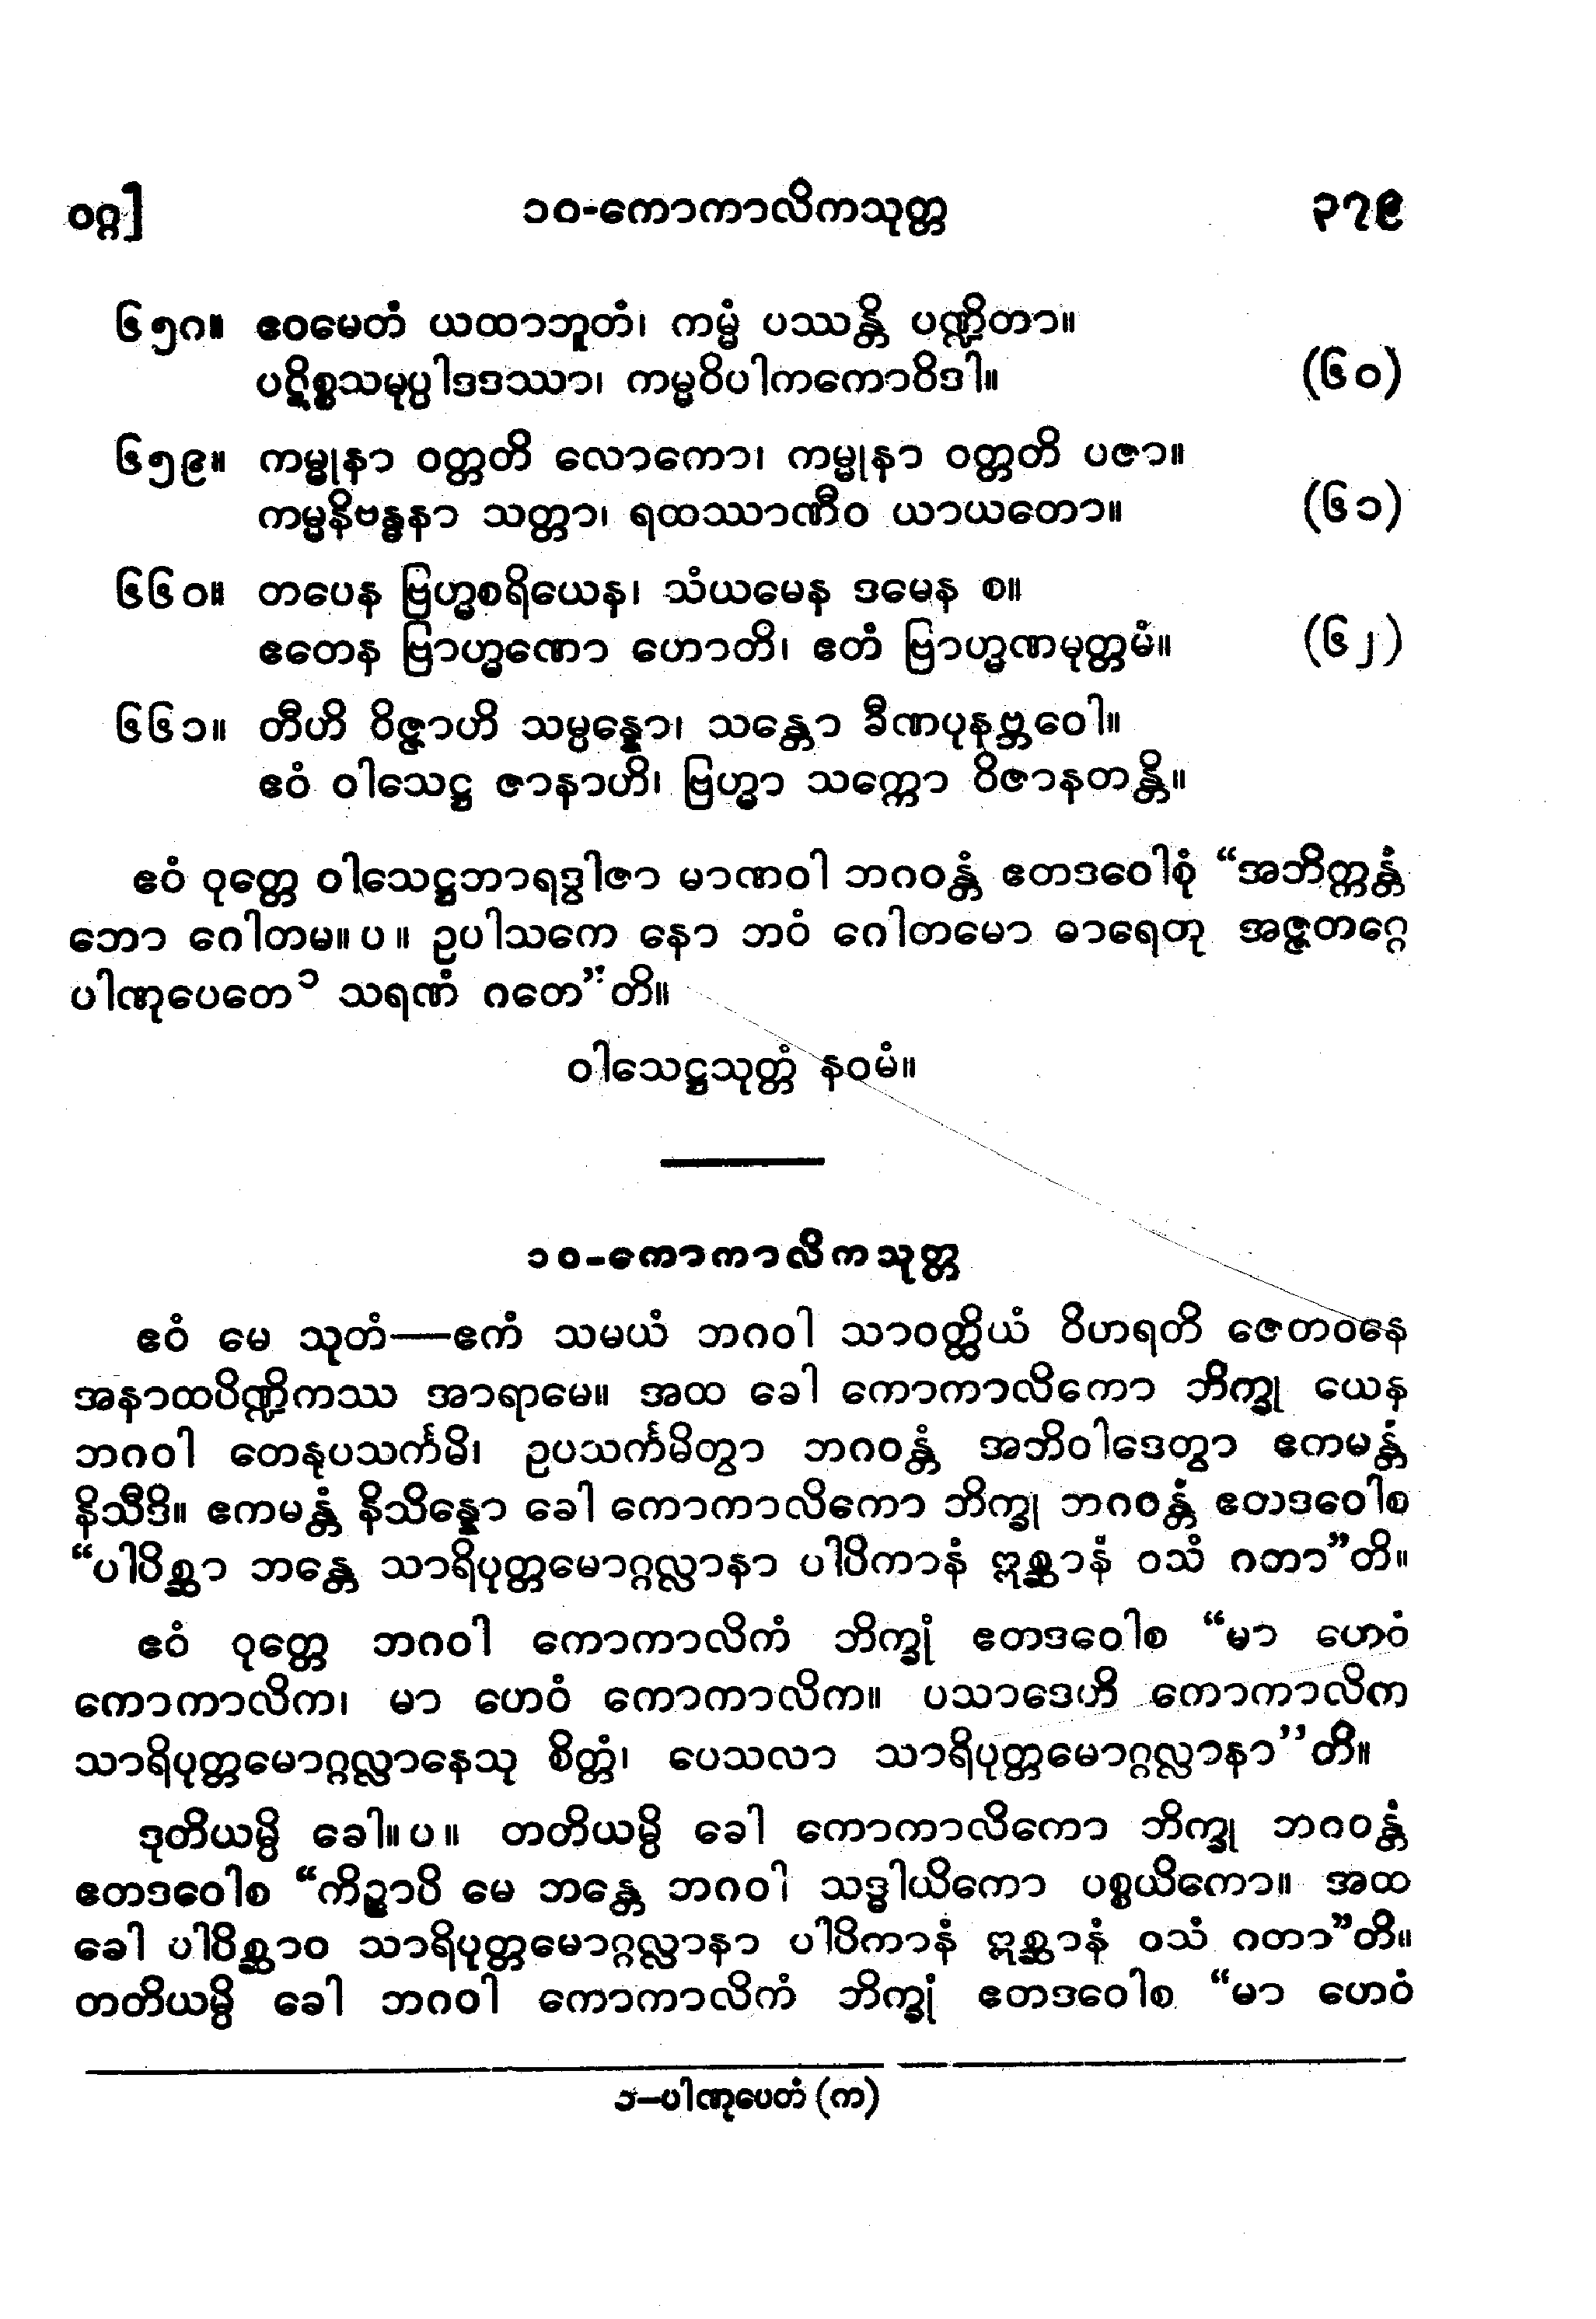 ဝဂ္ဂ] ၁၀-ကောကာလိကသုတ္တ ၃၇၉
၆၅၈။ ဧဝမေတံ ယထာဘူတံ၊ ကမ္မံ ပဿန္တိ ပဏ္ဍိတာ။
ပဋိစ္စသမုပ္ပါဒဒဿာ၊ ကမ္မဝိပါကကောဝိဒါ။ (၆၀)
၆၅၉။ ကမ္မုနာ ဝတ္တတိ လောကော၊ ကမ္မုနာ ဝတ္တတိ ပဇာ။
ကမ္မနိဗန္ဓနာ သတ္တာ၊ ရထဿာဏီဝ ယာယတော။ (၆၁)
၆၆၀။ တပေန ဗြဟ္မစရိယေန၊ သံယမေန ဒမေန စ။
ဧတေန ဗြာဟ္မဏော ဟောတိ၊ ဧတံ ဗြာဟ္မဏမုတ္တမံ။ (၆၂)
၆၆၁။ တီဟိ ဝိဇ္ဇာဟိ သမ္ပန္နော၊ သန္တော ခီဏပုနဗ္ဘဝေါ။
ဧဝံ ဝါသေဋ္ဌ ဇာနာဟိ၊ ဗြဟ္မာ သက္ကော ဝိဇာနတန္တိ။
ဧဝံ ဝုတ္တေ ဝါသေဋ္ဌဘာရဒွါဇာ မာဏဝါ ဘဂဝန္တံ ဧတဒဝေါစုံ “အဘိက္ကန္တံ
ဘော ဂေါတမ။ပ။ ဥပါသကေ နော ဘဝံ ဂေါတမော ဓာရေတု အဇ္ဇတဂ္ဂေ
ပါဏုပေတေ၁ သရဏံ ဂတေ”တိ။
ဝါသေဋ္ဌသုတ္တံ နဝမံ။
၁၀-ကောကာလိကသုတ္တ
ဧဝံ မေ သုတံ—ဧကံ သမယံ ဘဂဝါ သာဝတ္ထိယံ ဝိဟရတိ ဇေတဝနေ
အနာထပိဏ္ဍိကဿ အာရာမေ။ အထ ခေါ ကောကာလိကော ဘိက္ခု ယေန
ဘဂဝါ တေနုပသင်္ကမိ၊ ဥပသင်္ကမိတွာ ဘဂဝန္တံ အဘိဝါဒေတွာ ဧကမန္တံ
နိသီဒိ။ ဧကမန္တံ နိသိန္နော ခေါ ကောကာလိကော ဘိက္ခု ဘဂဝန္တံ ဧတဒဝေါစ
“ပါပိစ္ဆာ ဘန္တေ သာရိပုတ္တမောဂ္ဂလ္လာနာ ပါပိကာနံ ဣစ္ဆာနံ ဝသံ ဂတာ”တိ။
ဧဝံ ဝုတ္တေ ဘဂဝါ ကောကာလိကံ ဘိက္ခုံ ဧတဒဝေါစ “မာ ဟေဝံ
ကောကာလိက၊ မာ ဟေဝံ ကောကာလိက။ ပသာဒေဟိ ကောကာလိက
သာရိပုတ္တမောဂ္ဂလ္လာနေသု စိတ္တံ၊ ပေသလာ သာရိပုတ္တမောဂ္ဂလ္လာနာ”တိ။
ဒုတိယမ္ပိ ခေါ။ပ။ တတိယမ္ပိ ခေါ ကောကာလိကော ဘိက္ခု ဘဂဝန္တံ
ဧတဒဝေါစ “ကိဉ္စာပိ မေ ဘန္တေ ဘဂဝါ သဒ္ဓါယိကော ပစ္စယိကော။ အထ
ခေါ ပါပိစ္ဆာဝ သာရိပုတ္တမောဂ္ဂလ္လာနာ ပါပိကာနံ ဣစ္ဆာနံ ဝသံ ဂတာ”တိ။
တတိယမ္ပိ ခေါ ဘဂဝါ ကောကာလိကံ ဘိက္ခုံ ဧတဒဝေါစ “မာ ဟေဝံ
၁—ပါဏုပေတံ (က)